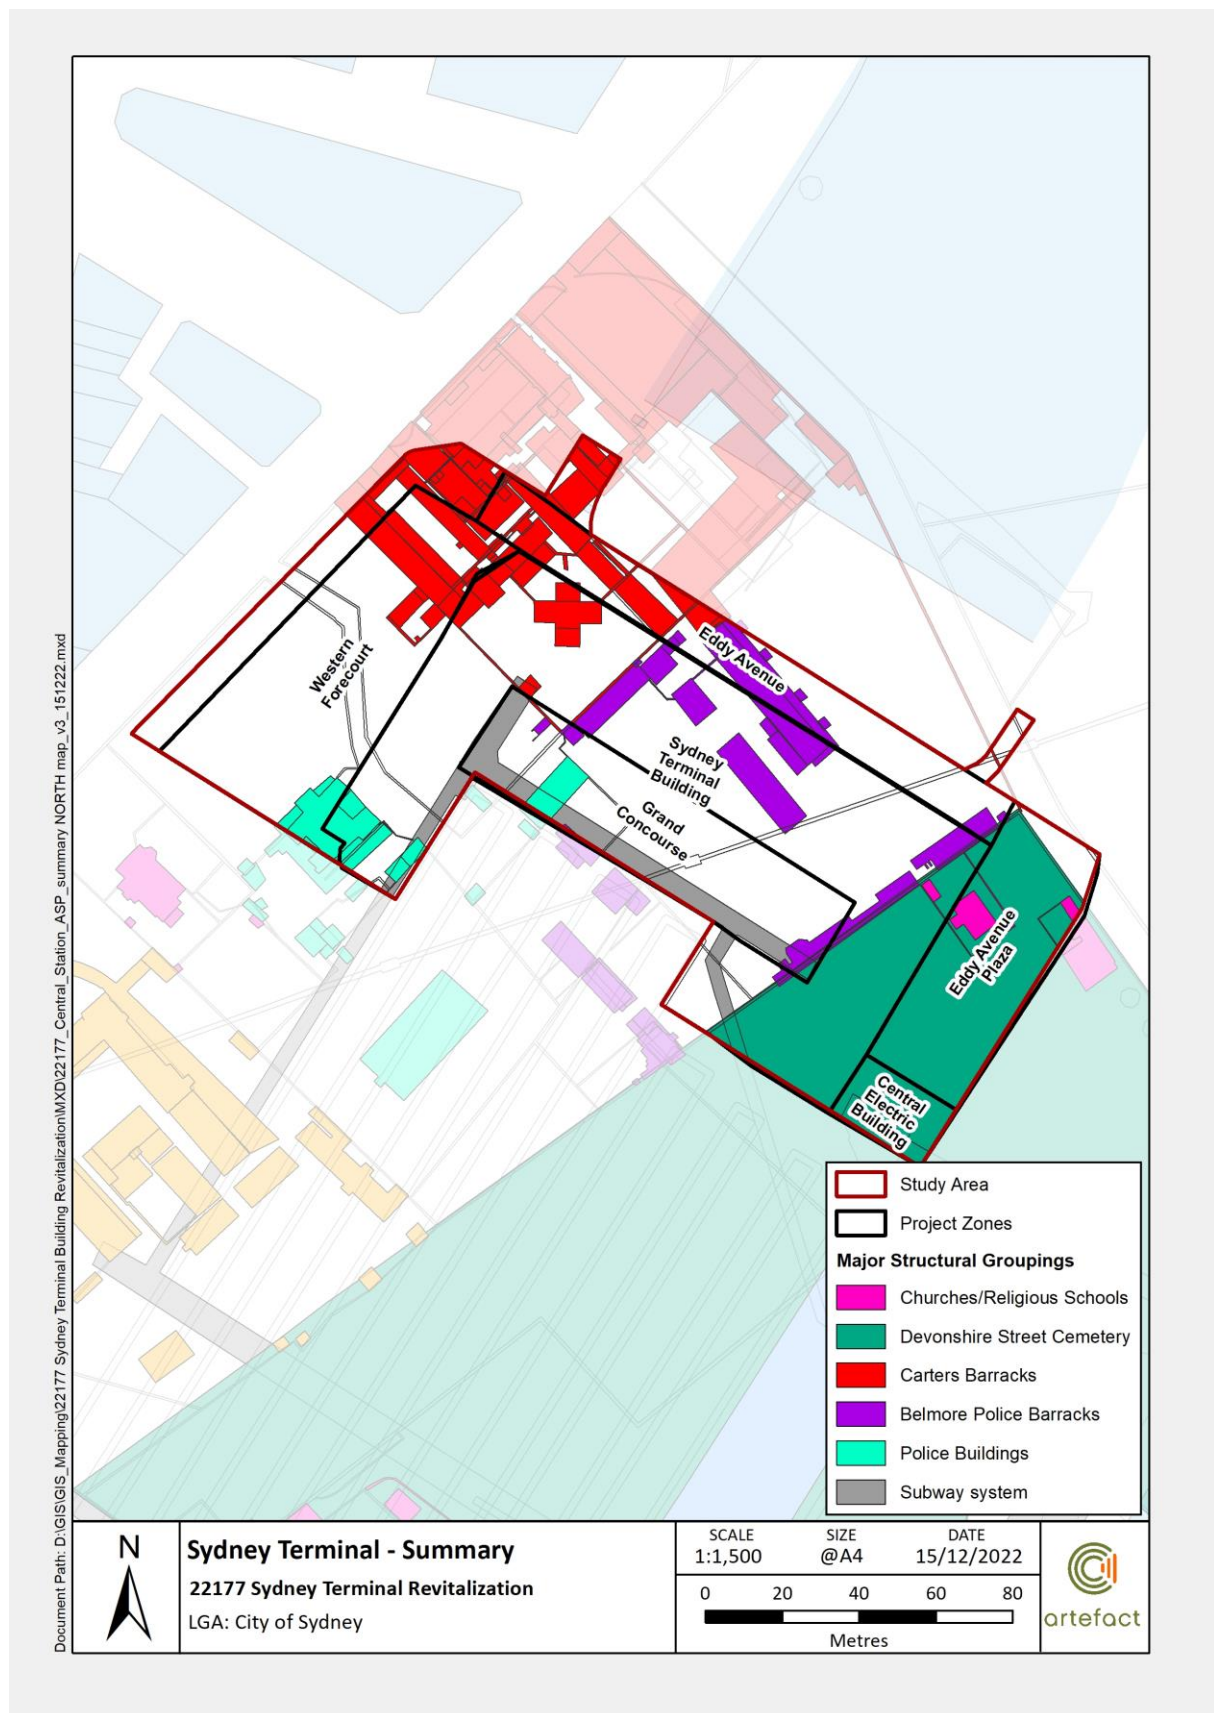 Western
Forecourt
Eddy Avenue
Sydney
Terminal
Building
Grand
Concourse
Eddy Avenue
Plaza
Central
Electric
Building
Study Area
Project Zones
Major Structural Groupings
Churches/Religious Schools
Devonshire Street Cemetery
Carters Barracks
Belmore Police Barracks
Police Buildings
Subway system
Document Path: D:\GIS\GIS_Mapping\22177 Sydney Terminal Building Revitalization\MXD\22177_Central_Station_ASP_summary NORTH map_v3_151222.mxd
N
Sydney Terminal - Summary
22177 Sydney Terminal Revitalization
LGA: City of Sydney
SCALE SIZE DATE
1:1,500 @A4 15/12/2022
0 20 40 60 80
Metres
artefact